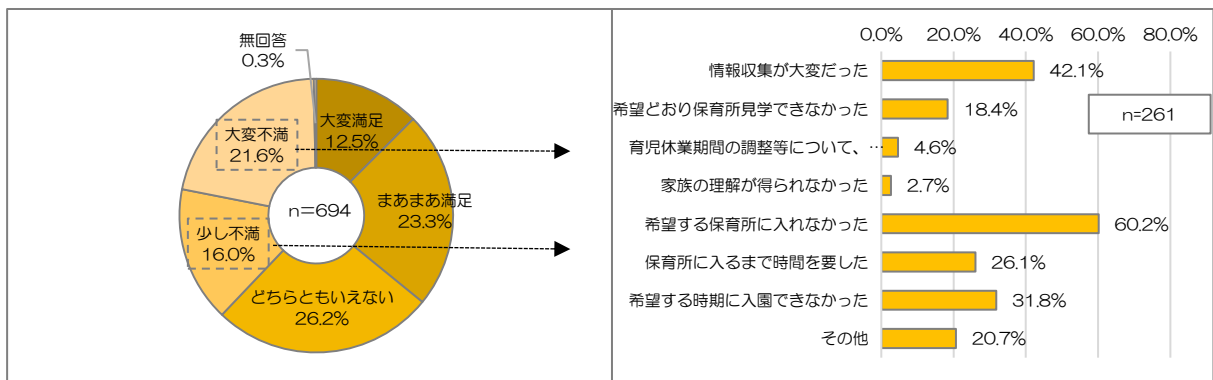 無回答
0.3%
大変満足
12.5%
まあまあ満足
23.3%
どちらともいえない
26.2%
少し不満
16.0%
大変不満
21.6%
n=694
0.0% 20.0% 40.0% 60.0% 80.0%
情報収集が大変だった 42.1%
希望どおり保育所見学できなかった 18.4%
n=261
育児休業期間の調整等について、… 4.6%
家族の理解が得られなかった 2.7%
希望する保育所に入れなかった 60.2%
保育所に入るまで時間を要した 26.1%
希望する時期に入園できなかった 31.8%
その他 20.7%